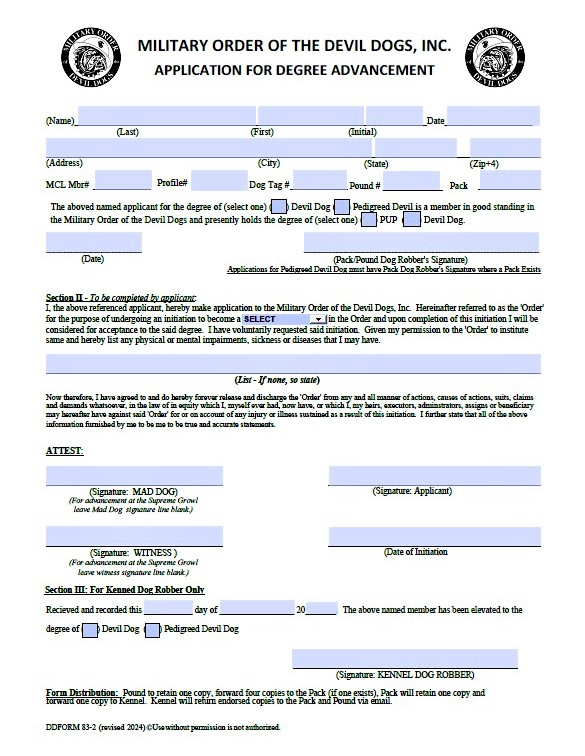 MILITARY ORDER DEVIL DOGS
MILITARY ORDER OF THE DEVIL DOGS, INC.
MILITARY ORDER DEVIL DOGS
APPLICATION FOR DEGREE ADVANCEMENT
(Name) Date
(Last) (First) (Initial)
(Address) (City) (State) (Zip+4)
MCL Mbr# Profile# Dog Tag # Pound # Pack
The aboved named applicant for the degree of (select one) ( ) Devil Dog ( ) Pedigreed Devil is a member in good standing in
the Military Order of the Devil Dogs and presently holds the degree of (select one) ( ) PUP ( ) Devil Dog.
(Date) (Pack/Pound Dog Robber's Signature)
Applications for Pedigreed Devil Dog must have Pack Dog Robber's Signature where a Pack Exists
Section II - To be completed by applicant:
I, the above referenced applicant, hereby make application to the Military Order of the Devil Dogs, Inc. Hereinafter referred to as the 'Order'
for the purpose of undergoing an initiation to become a SELECT in the Order and upon completion of this initiation I will be
considered for acceptance to the said degree. I have voluntarily requested said initiation. Given my permission to the 'Order' to institute
same and hereby list any physical or mental impairments, sickness or diseases that I may have.
(List - If none, so state)
Now therefore, I have agreed to and do hereby forever release and discharge the 'Order' from any and all manner of actions, causes of actions, suits, claims
and demands whatsoever, in the law of in equity which I, myself ever had, now have, or which I, my heirs, executors, adminstrators, assigns or beneficiary
may hereafter have against said 'Order' for or on account of any injury or illness sustained as a result of this initiation. I further state that all of the above
information furnished by me to be me to be true and accurate statements.
ATTEST:
(Signature: MAD DOG) (Signature: Applicant)
(For advancement at the Supreme Growl
leave Mad Dog signature line blank.)
(Signature: WITNESS ) (Date of Initiation
(For advancement at the Supreme Growl
leave witness signature line blank.)
Section III: For Kenned Dog Robber Only
Recieved and recorded this day of 20 The above named member has been elevated to the
degree of ( ) Devil Dog ( ) Pedigreed Devil Dog
(Signature: KENNEL DOG ROBBER)
Form Distribution: Pound to retain one copy, forward four copies to the Pack (if one exists), Pack will retain one copy and
forward one copy to Kennel. Kennel will return endorsed copies to the Pack and Pound via email.
DDFORM 83-2 (revised 2024) ©Use without permission is not authorized.